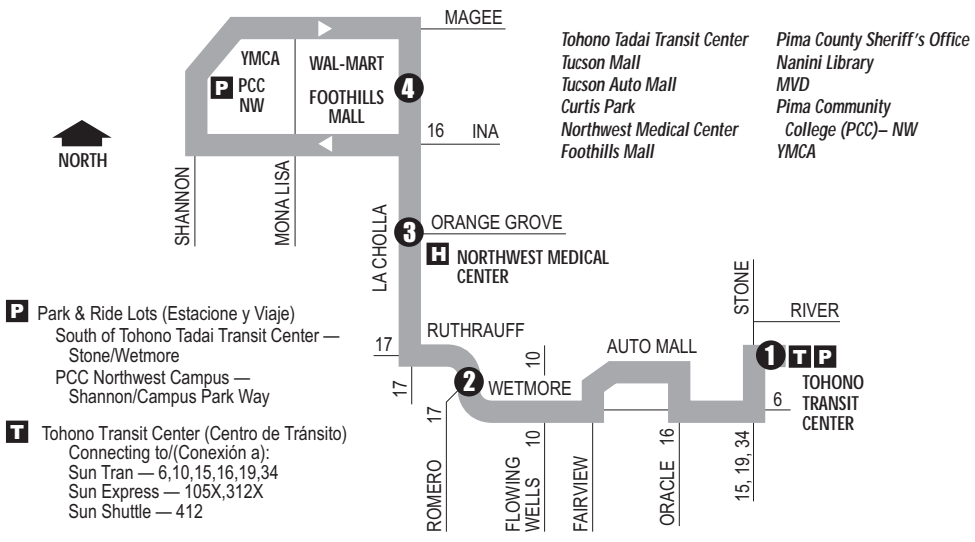 MAGEE
YMCA
WAL-MART
P PCC
NW
FOOTHILLS
MALL
4
16 INA
NORTH
SHANNON
MONA LISA
LA CHOLLA
3
ORANGE GROVE
H NORTHWEST MEDICAL
CENTER
Tohono Tadai Transit Center
Tucson Mall
Tucson Auto Mall
Curtis Park
Northwest Medical Center
Foothills Mall
Pima County Sheriff's Office
Nanini Library
MVD
Pima Community
College (PCC)– NW
YMCA
STONE
RIVER
RUTHRAUFF
17
17
2
WETMORE
17
ROMERO
10
10
FLOWING
WELLS
FAIRVIEW
AUTO MALL
16
ORACLE
1 T P
TOHONO
TRANSIT
CENTER
6
15, 19, 34
P Park & Ride Lots (Estacione y Viaje)
South of Tohono Tadai Transit Center —
Stone/Wetmore
PCC Northwest Campus —
Shannon/Campus Park Way
T Tohono Transit Center (Centro de Tránsito)
Connecting to/(Conexión a):
Sun Tran — 6,10,15,16,19,34
Sun Express — 105X,312X
Sun Shuttle — 412